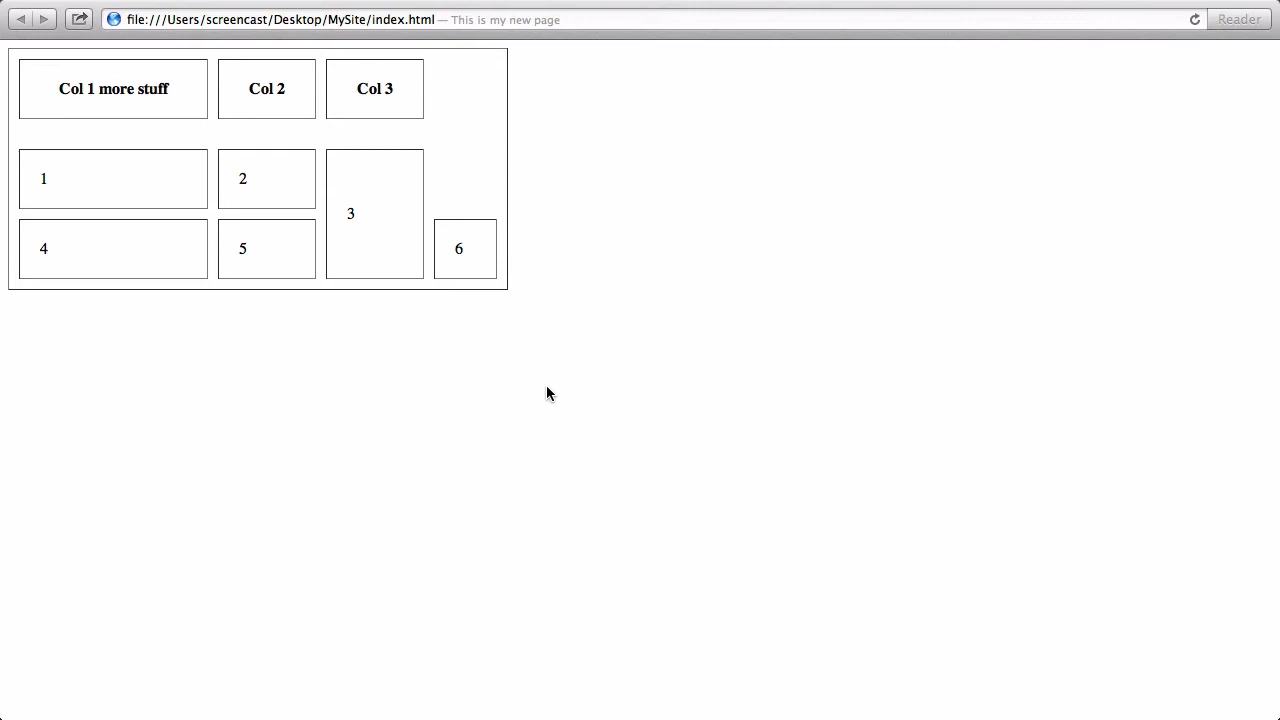 file:///Users/screencast/Desktop/MySite/index.html — This is my new page
Reader
Col 1 more stuff Col 2 Col 3
1 2 3
4 5 6